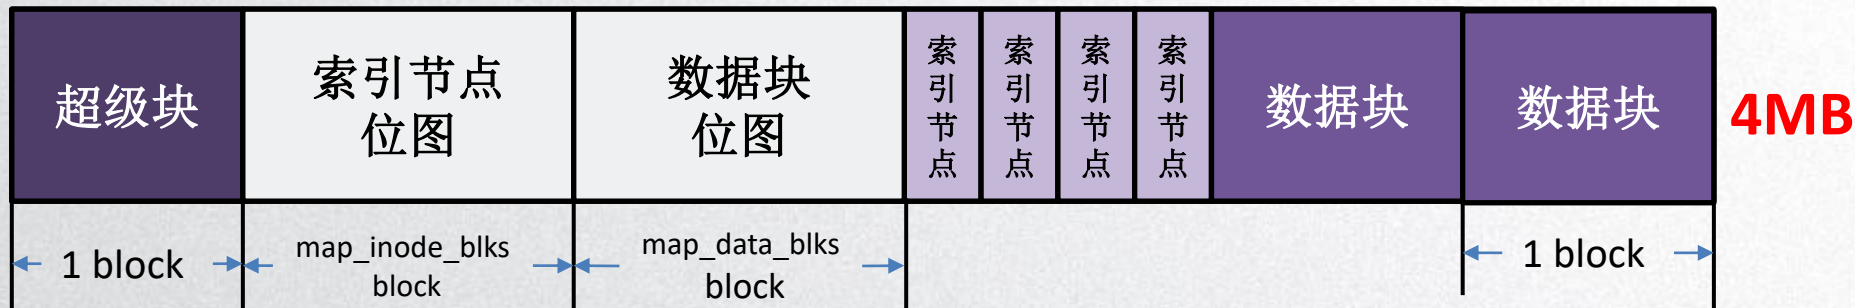 超级块
索引节点
位图
数据块
位图
索引节点
索引节点
索引节点
索引节点
数据块
数据块
4MB
1 block
map_inode_blks
block
map_data_blks
block
1 block